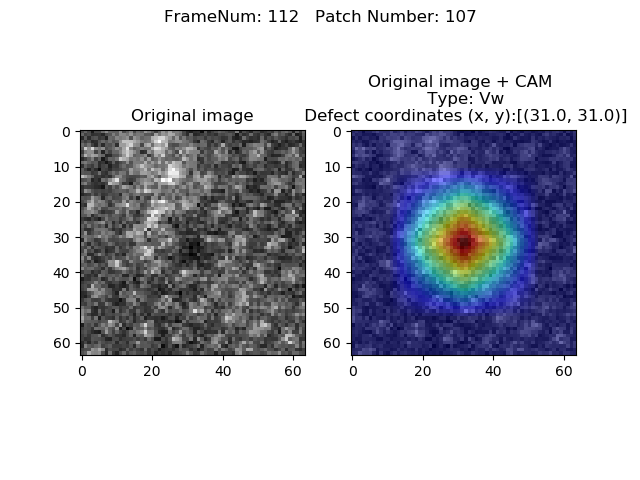 FrameNum: 112   Patch Number: 107
Original image
Original image + CAM
Type: Vw
Defect coordinates (x, y):[(31.0, 31.0)]
0
10
20
30
40
50
60
0 20 40 60
0
10
20
30
40
50
60
0 20 40 60